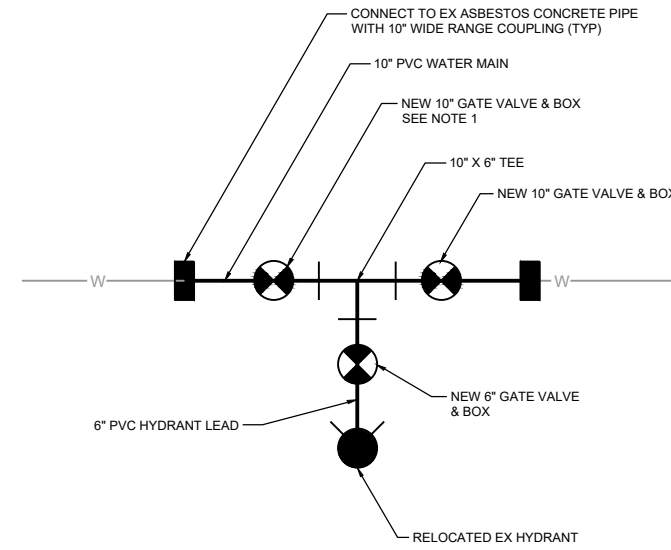 CONNECT TO EX ASBESTOS CONCRETE PIPE
WITH 10" WIDE RANGE COUPLING (TYP)
10" PVC WATER MAIN
NEW 10" GATE VALVE & BOX
SEE NOTE 1
10" X 6" TEE
NEW 10" GATE VALVE & BOX
W
W
NEW 6" GATE VALVE
& BOX
6" PVC HYDRANT LEAD
RELOCATED EX HYDRANT